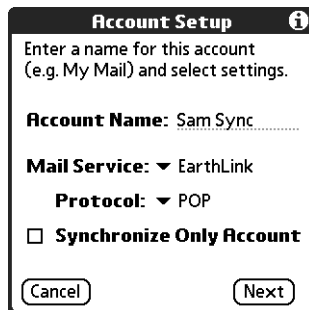 Account Setup
Enter a name for this account
(e.g. My Mail) and select settings.
Account Name: Sam Sync
Mail Service: EarthLink
Protocol: POP
Synchronize Only Account
Cancel Next